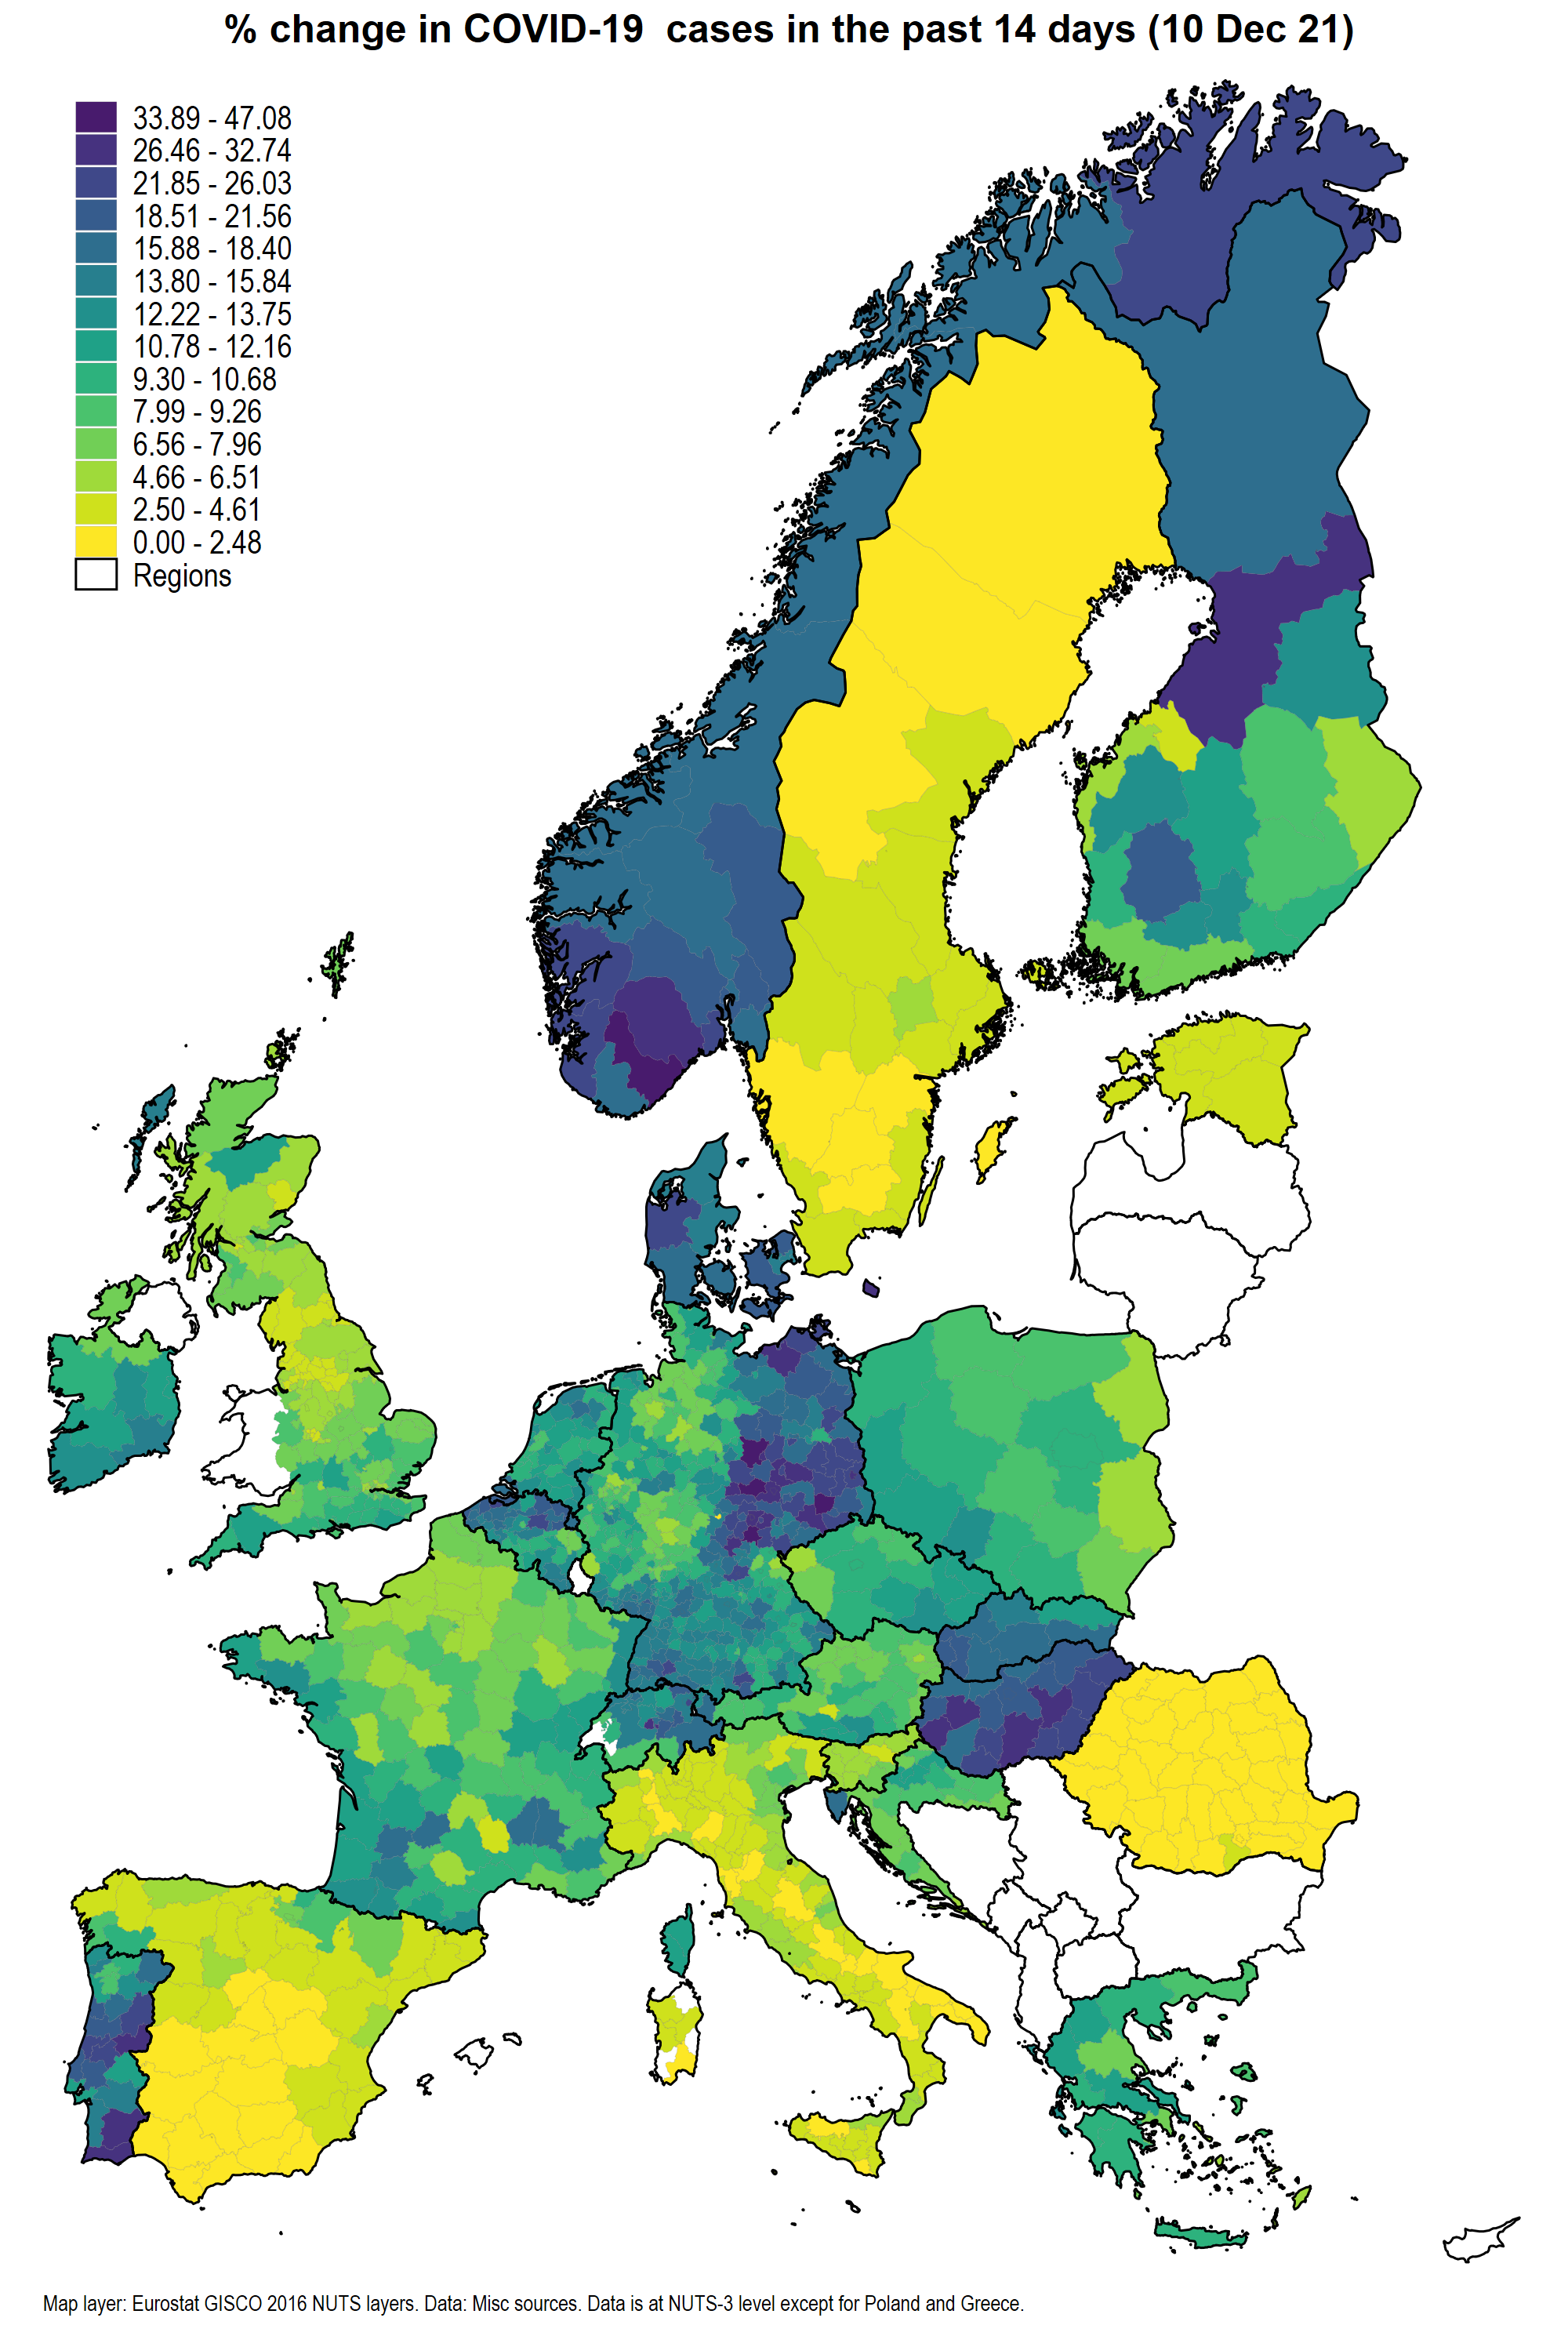 % change in COVID-19  cases in the past 14 days (10 Dec 21)
33.89 - 47.08
26.46 - 32.74
21.85 - 26.03
18.51 - 21.56
15.88 - 18.40
13.80 - 15.84
12.22 - 13.75
10.78 - 12.16
9.30 - 10.68
7.99 - 9.26
6.56 - 7.96
4.66 - 6.51
2.50 - 4.61
0.00 - 2.48
Regions
Map layer: Eurostat GISCO 2016 NUTS layers. Data: Misc sources. Data is at NUTS-3 level except for Poland and Greece.